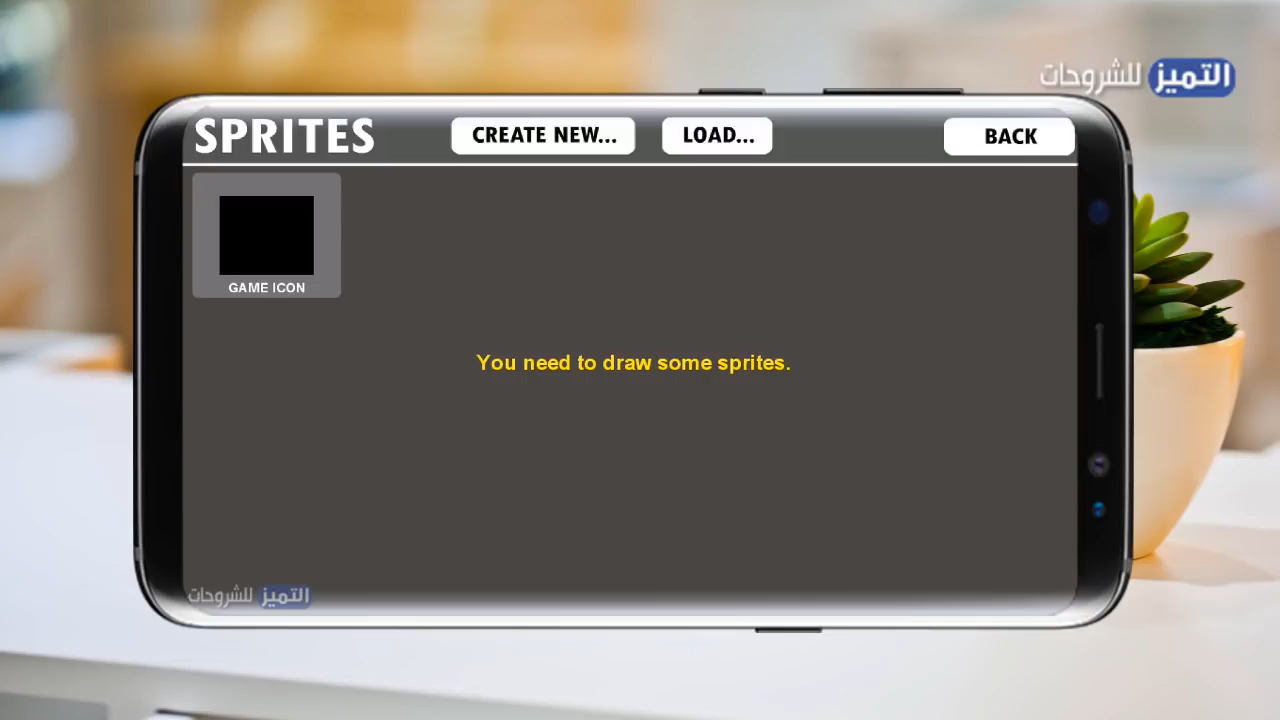 التميز للشروحات
SPRITES
CREATE NEW...
LOAD...
BACK
GAME ICON
You need to draw some sprites.
التميز للشروحات